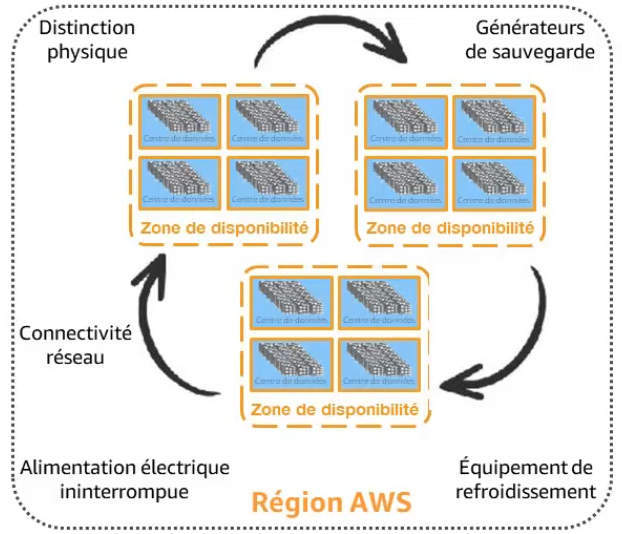 Distinction
physique
Générateurs
de sauvegarde
Centre de données
Centre de données
Centre de données
Centre de données
Zone de disponibilité
Centre de données
Centre de données
Centre de données
Centre de données
Zone de disponibilité
Connectivité
réseau
Centre de données
Centre de données
Centre de données
Centre de données
Zone de disponibilité
Alimentation électrique
ininterrompue
Région AWS
Équipement de
refroidissement